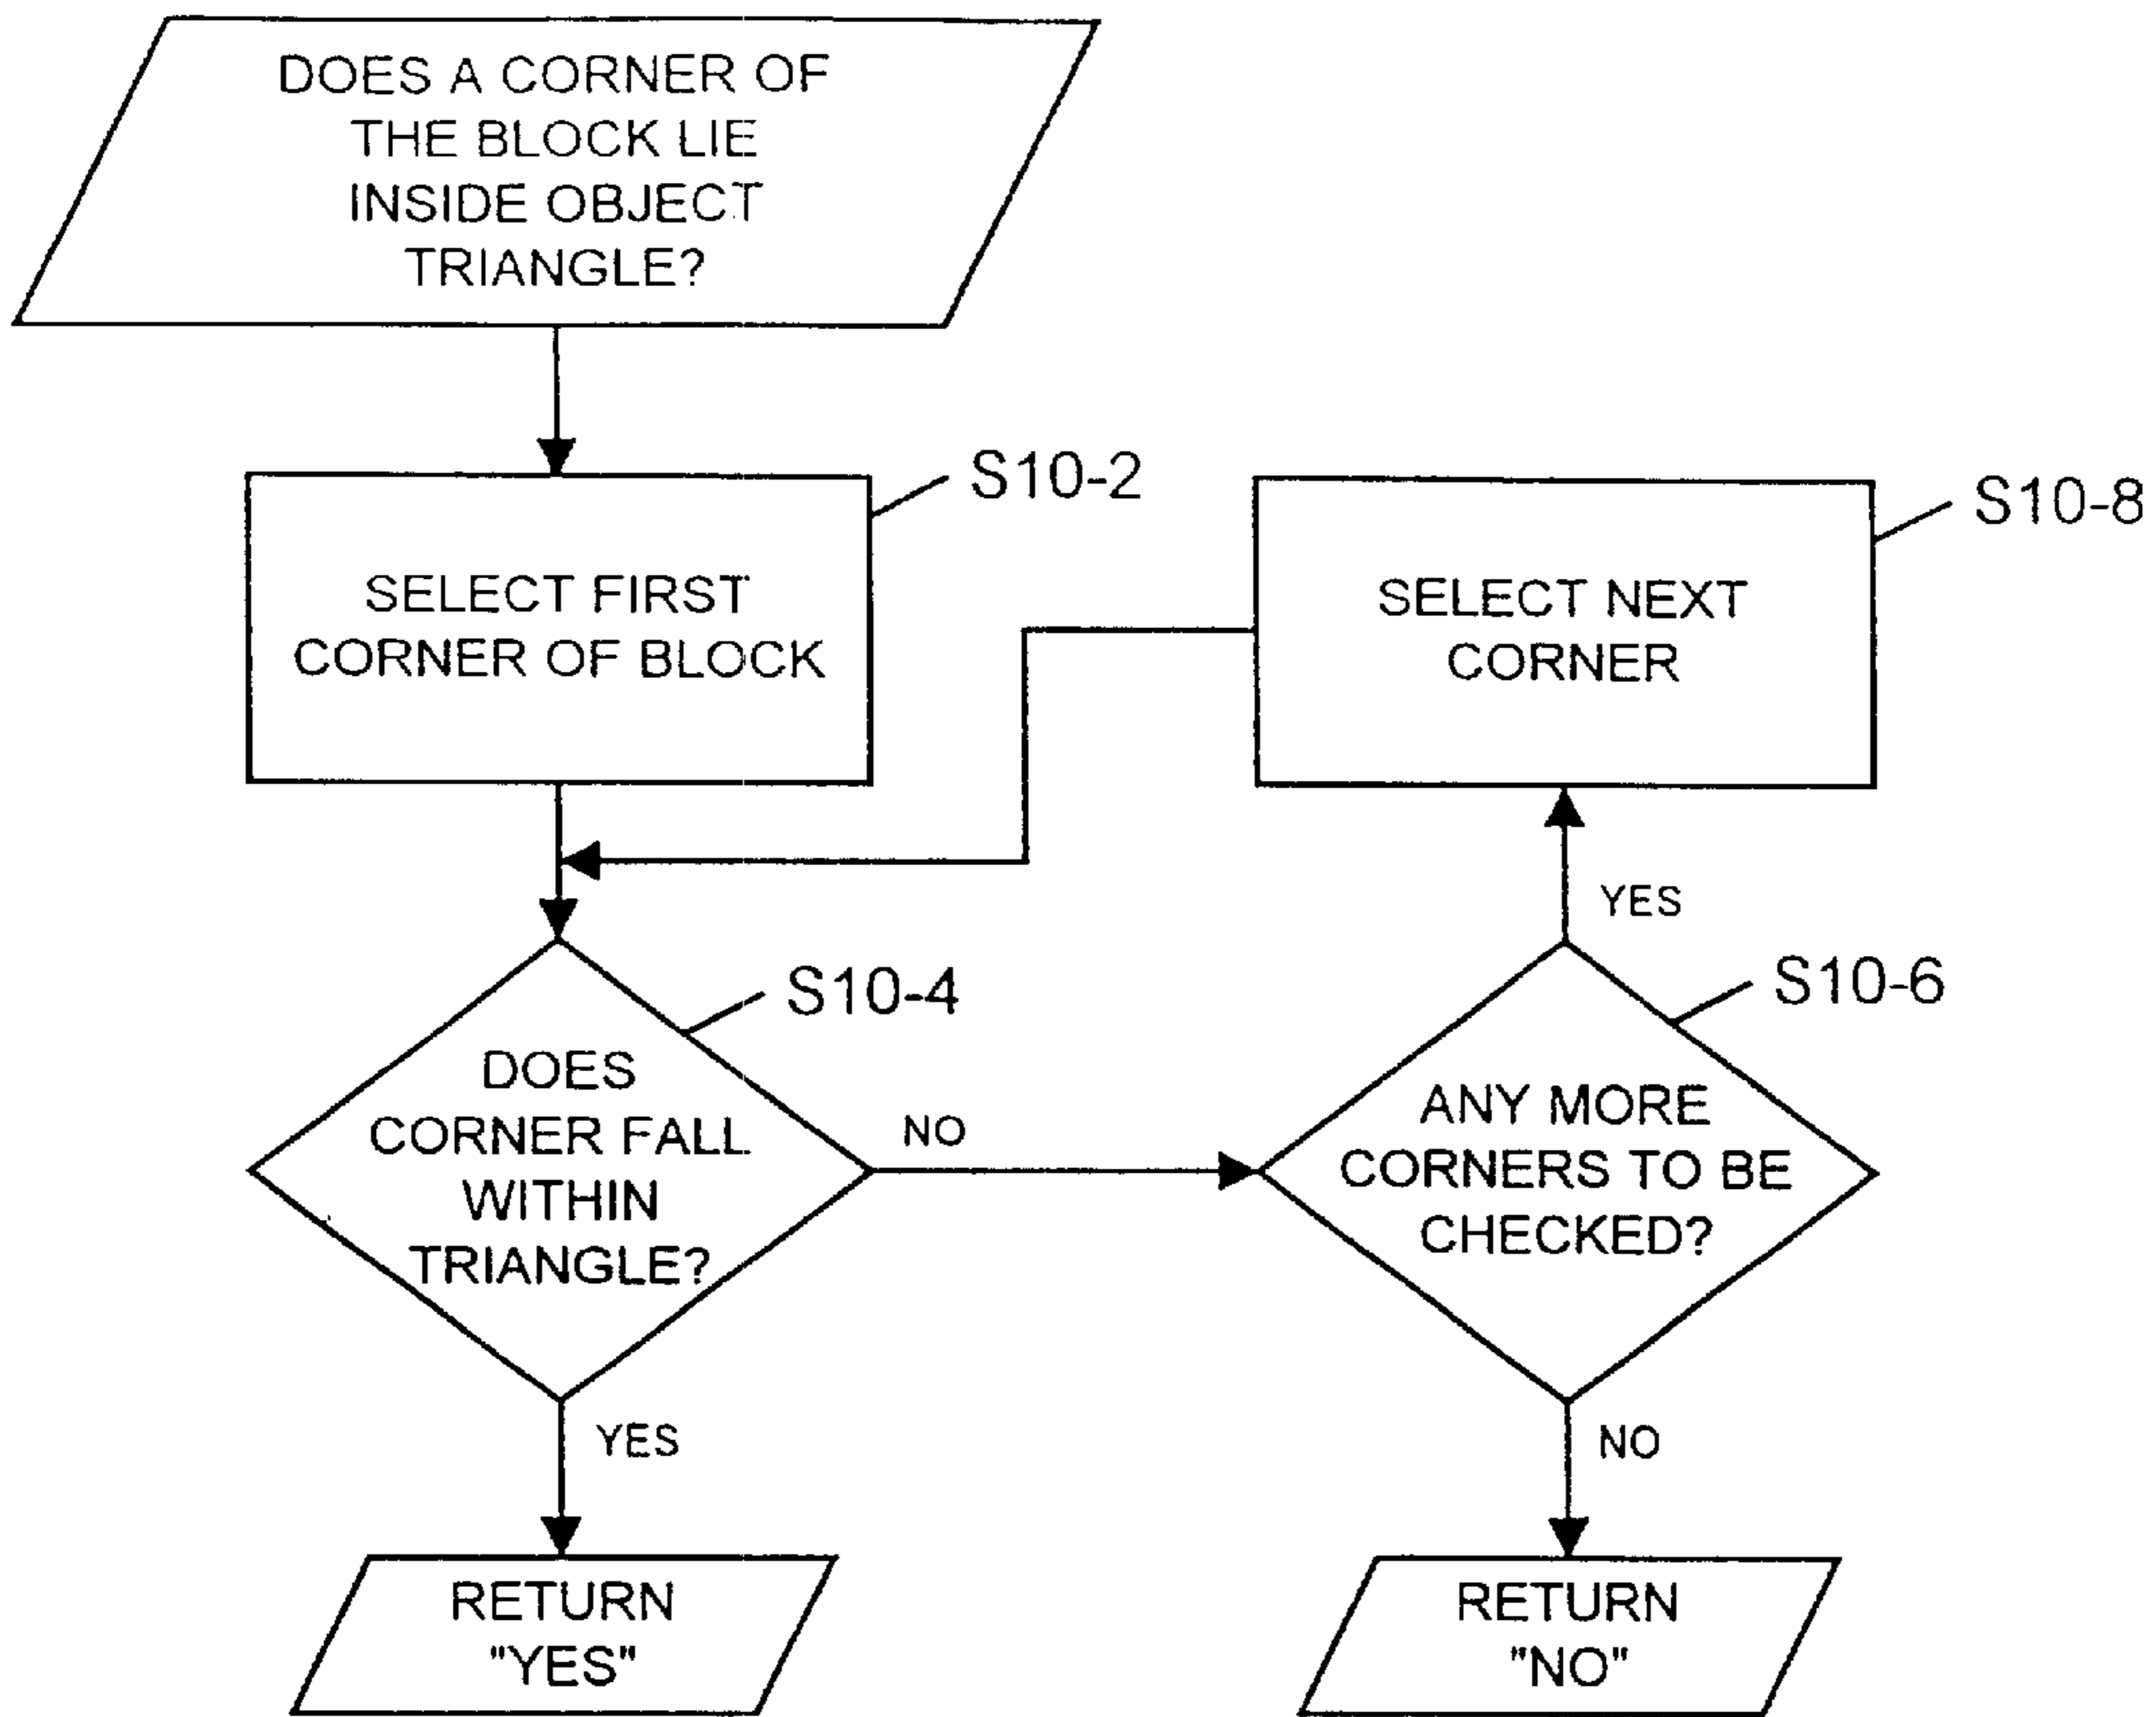 DOES A CORNER OF
THE BLOCK LIE
INSIDE OBJECT
TRIANGLE?
S10-2
SELECT FIRST
CORNER OF BLOCK
S10-8
SELECT NEXT
CORNER
YES
S10-4
DOES
CORNER FALL
WITHIN
TRIANGLE?
NO
S10-6
ANY MORE
CORNERS TO BE
CHECKED?
YES
NO
RETURN
"YES"
RETURN
"NO"